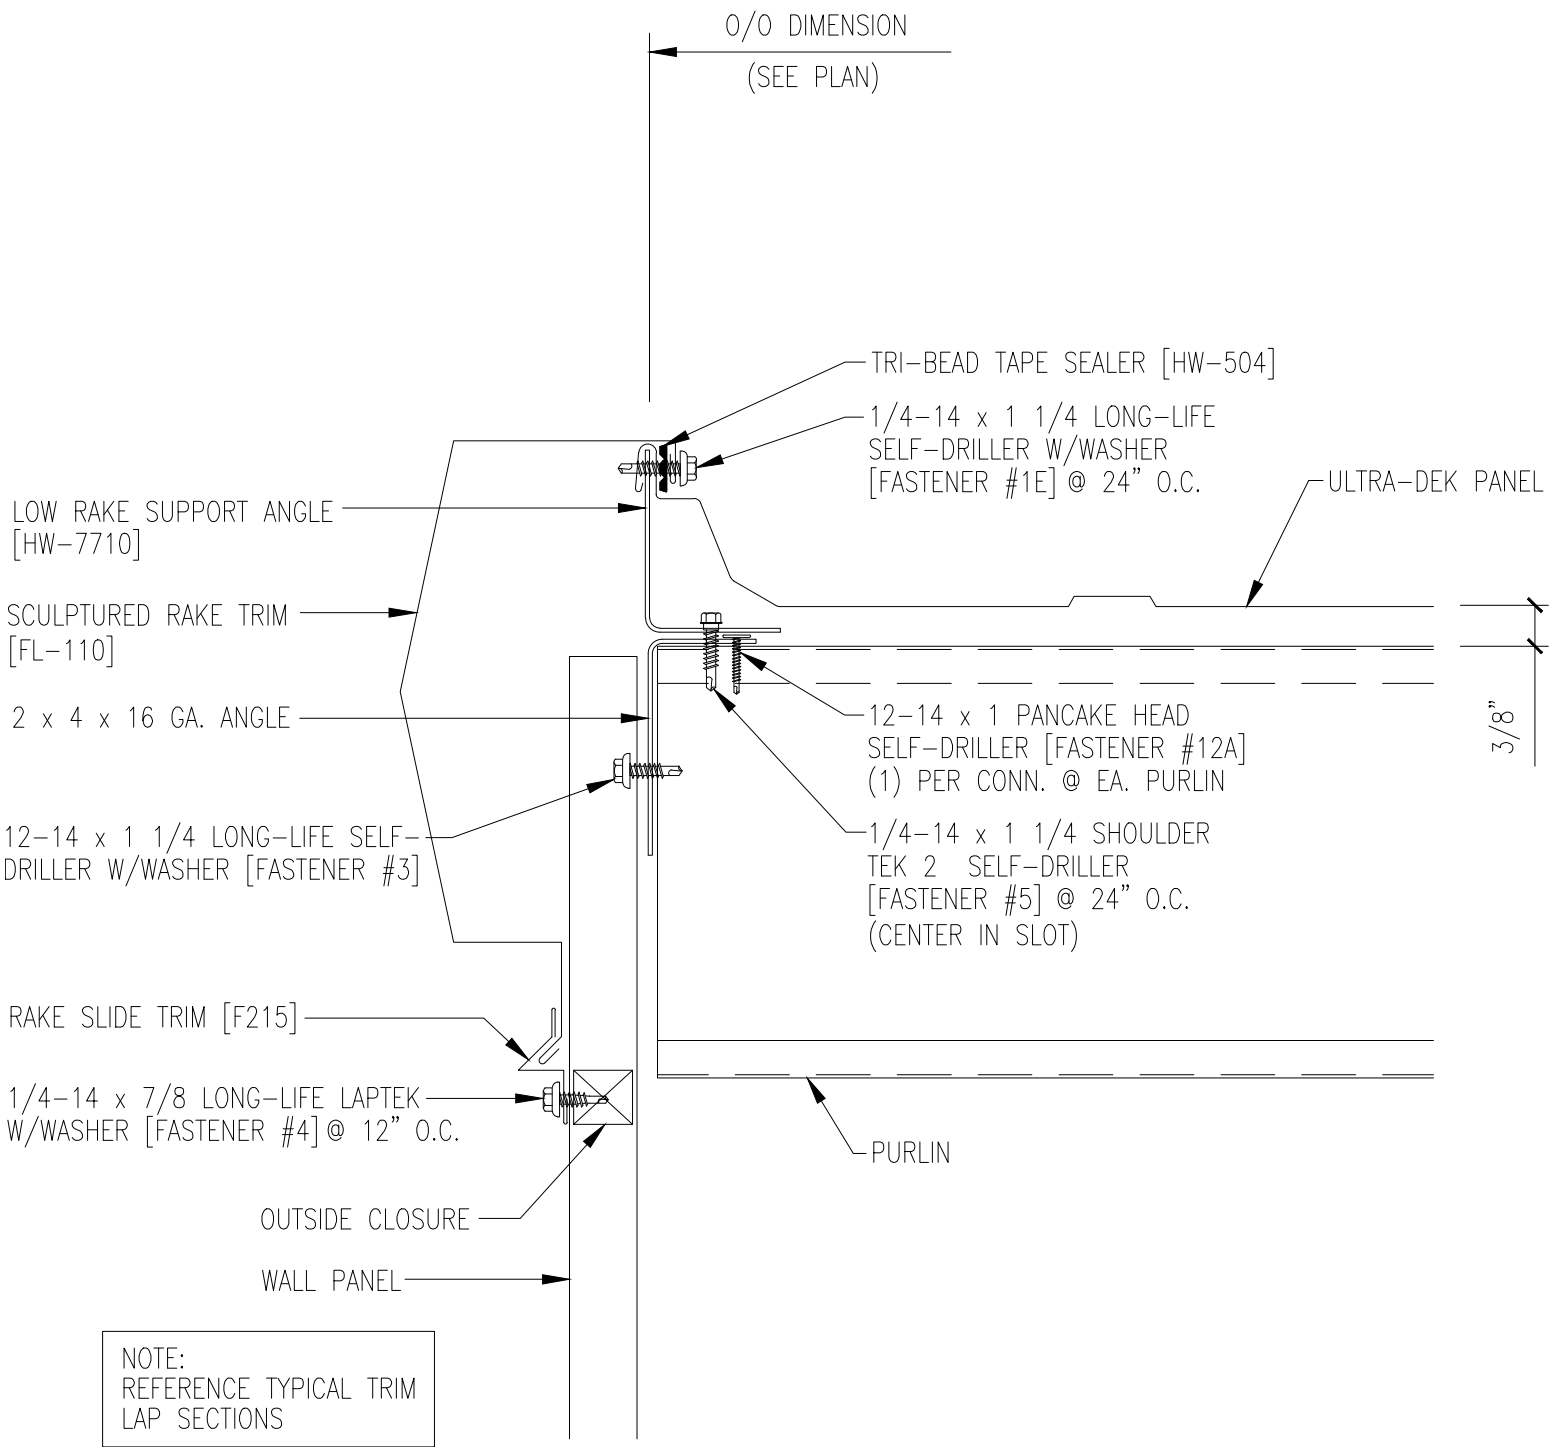 O/O DIMENSION
(SEE PLAN)
TRI-BEAD TAPE SEALER [HW-504]
1/4-14 x 1 1/4 LONG-LIFE
SELF-DRILLER W/WASHER
[FASTENER #1E] @ 24” O.C.
ULTRA-DEK PANEL
LOW RAKE SUPPORT ANGLE
[HW-7710]
SCULPTURED RAKE TRIM
[FL-110]
2 x 4 x 16 GA. ANGLE
12-14 x 1 PANCAKE HEAD
SELF-DRILLER [FASTENER #12A]
(1) PER CONN. @ EA. PURLIN
3/8”
12-14 x 1 1/4 LONG-LIFE SELF-
DRILLER W/WASHER [FASTENER #3]
1/4-14 x 1 1/4 SHOULDER
TEK 2 SELF-DRILLER
[FASTENER #5] @ 24” O.C.
(CENTER IN SLOT)
RAKE SLIDE TRIM [F215]
1/4-14 x 7/8 LONG-LIFE LAPTEK
W/WASHER [FASTENER #4] @ 12” O.C.
PURLIN
OUTSIDE CLOSURE
WALL PANEL
NOTE:
REFERENCE TYPICAL TRIM
LAP SECTIONS